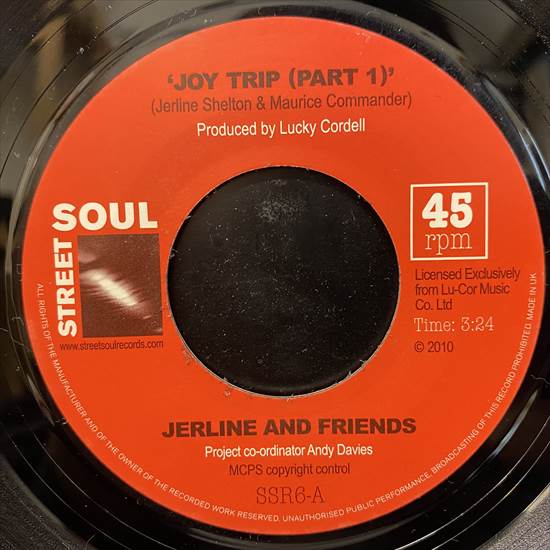 'JOY TRIP (PART 1)'
(Jerline Shelton & Maurice Commander)
Produced by Lucky Cordell
STREET
SOUL
www.streetsoulrecords.com
45
rpm
Licensed Exclusively
from Lu-Cor Music
Co. Ltd
Time: 3:24
© 2010
JERLINE AND FRIENDS
Project co-ordinator Andy Davies
MCPS copyright control
SSR6-A
ALL RIGHTS OF THE MANUFACTURER AND OF THE OWNER OF THE RECORDED WORK RESERVED. UNAUTHORISED PUBLIC PERFORMANCE, BROADCASTING OF THIS RECORD PROHIBITED. MADE IN UK